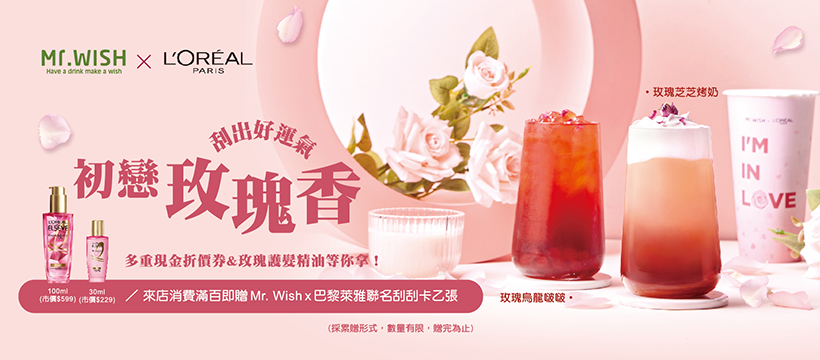 Mr.WISH × L'ORÉAL PARIS
Have a drink make a wish
刮出好運氣
初戀玫瑰香
L'ORÉAL
ELSEVE
100ml
(市價$599)
30ml
(市價$229)
多重現金折價券&玫瑰護髮精油等你拿！
／來店消費滿百即贈 Mr. Wish x 巴黎萊雅聯名刮刮卡乙張
(採累贈形式，數量有限，贈完為止)
・玫瑰芝芝烤奶
玫瑰烏龍啵啵・
I'M
IN
LOVE